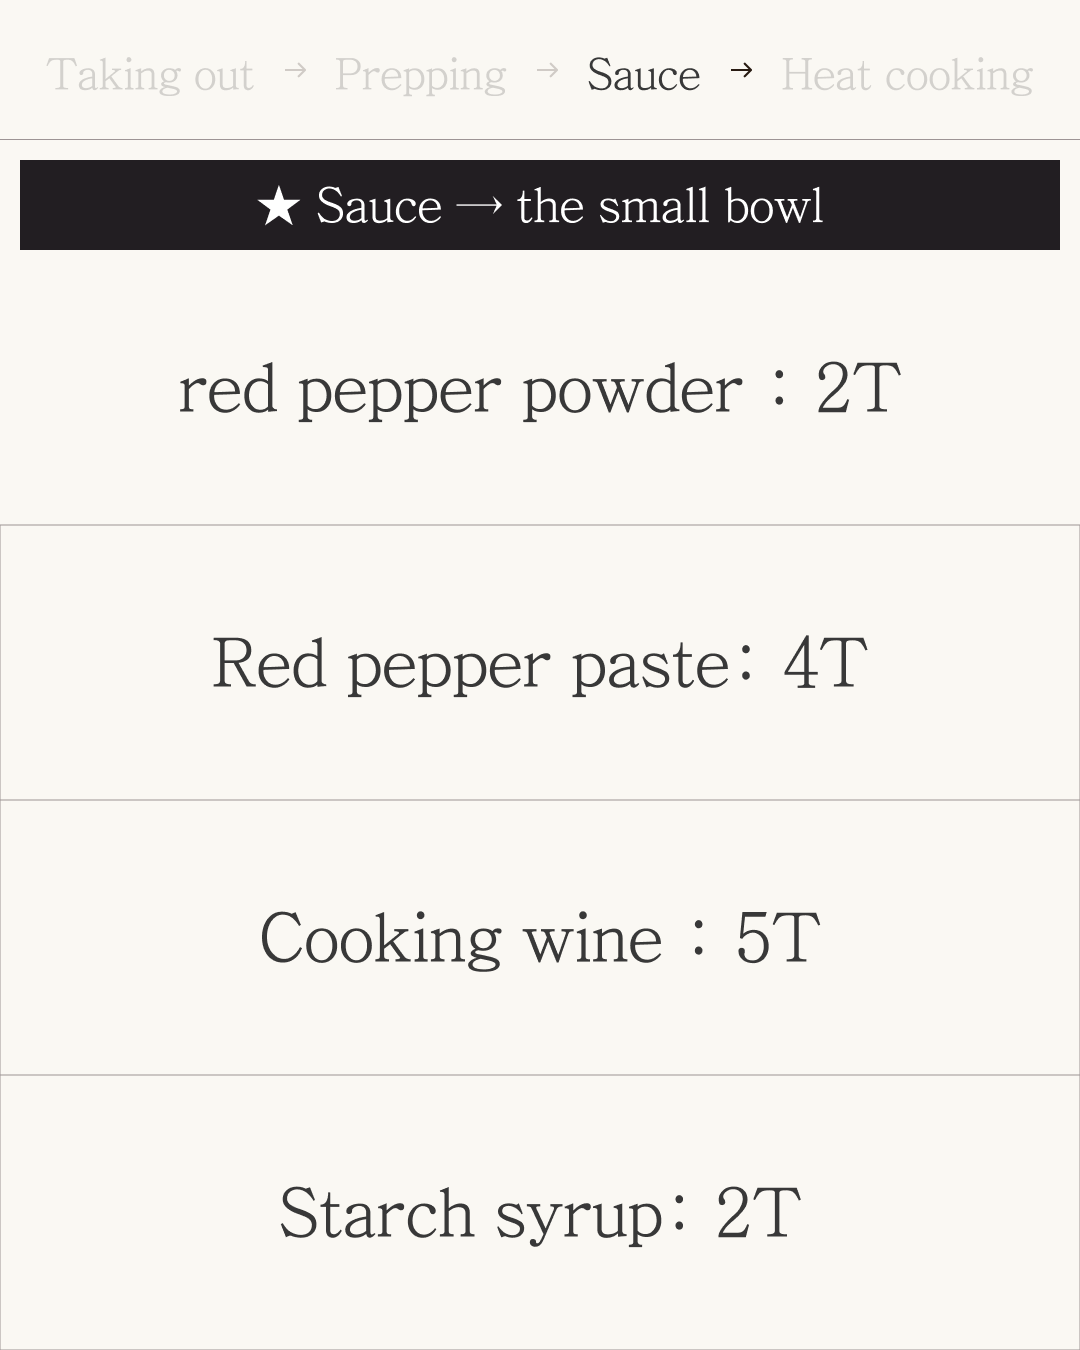 Taking out → Prepping → Sauce → Heat cooking
★ Sauce → the small bowl
red pepper powder : 2T
Red pepper paste: 4T
Cooking wine : 5T
Starch syrup: 2T